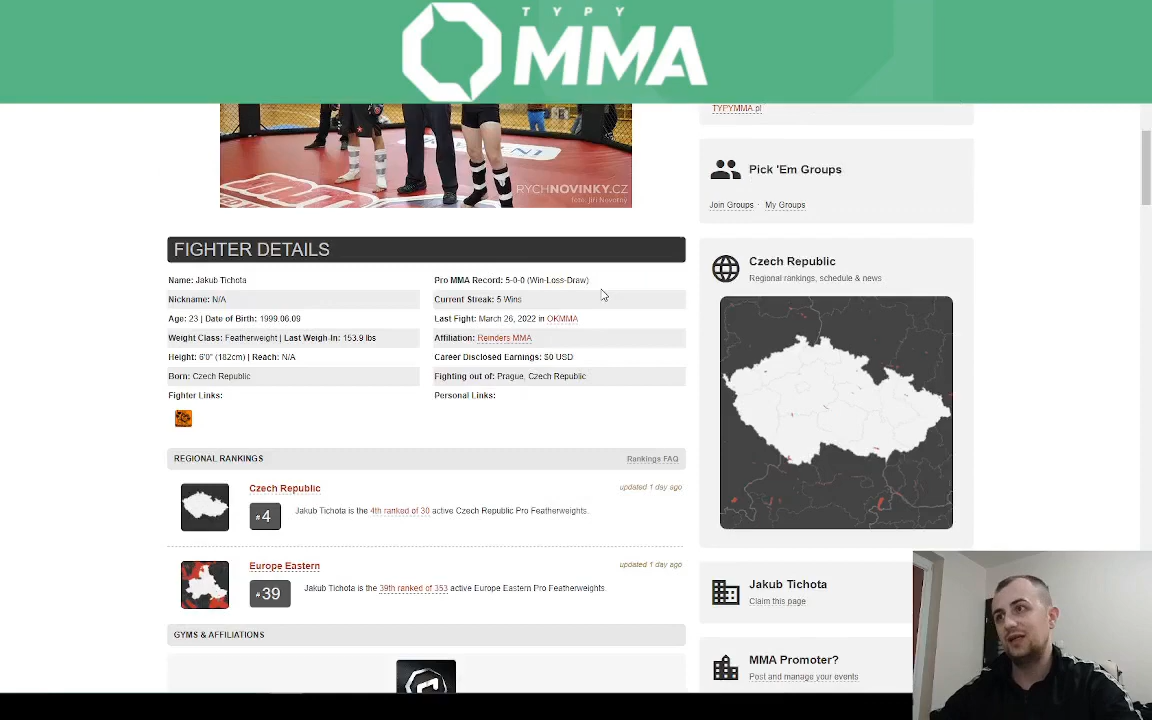 TYPY
MMA
TYPYMMA.pl
RYCHNOVINKY.CZ
foto: Jiří Novotný
Pick 'Em Groups
Join Groups · My Groups
FIGHTER DETAILS
Name: Jakub Tichota
Pro MMA Record: 5-0-0 (Win-Loss-Draw)
Nickname: N/A
Current Streak: 5 Wins
Age: 23 | Date of Birth: 1999.06.09
Last Fight: March 26, 2022 in OKMMA
Weight Class: Featherweight | Last Weigh-In: 153.9 lbs
Affiliation: Reinders MMA
Height: 6'0" (182cm) | Reach: N/A
Career Disclosed Earnings: $0 USD
Born: Czech Republic
Fighting out of: Prague, Czech Republic
Fighter Links:
Personal Links:
REGIONAL RANKINGS
Rankings FAQ
Czech Republic
updated 1 day ago
#4
Jakub Tichota is the 4th ranked of 30 active Czech Republic Pro Featherweights.
Europe Eastern
updated 1 day ago
#39
Jakub Tichota is the 39th ranked of 353 active Europe Eastern Pro Featherweights.
GYMS & AFFILIATIONS
Czech Republic
Regional rankings, schedule & news
Jakub Tichota
Claim this page
MMA Promoter?
Post and manage your events